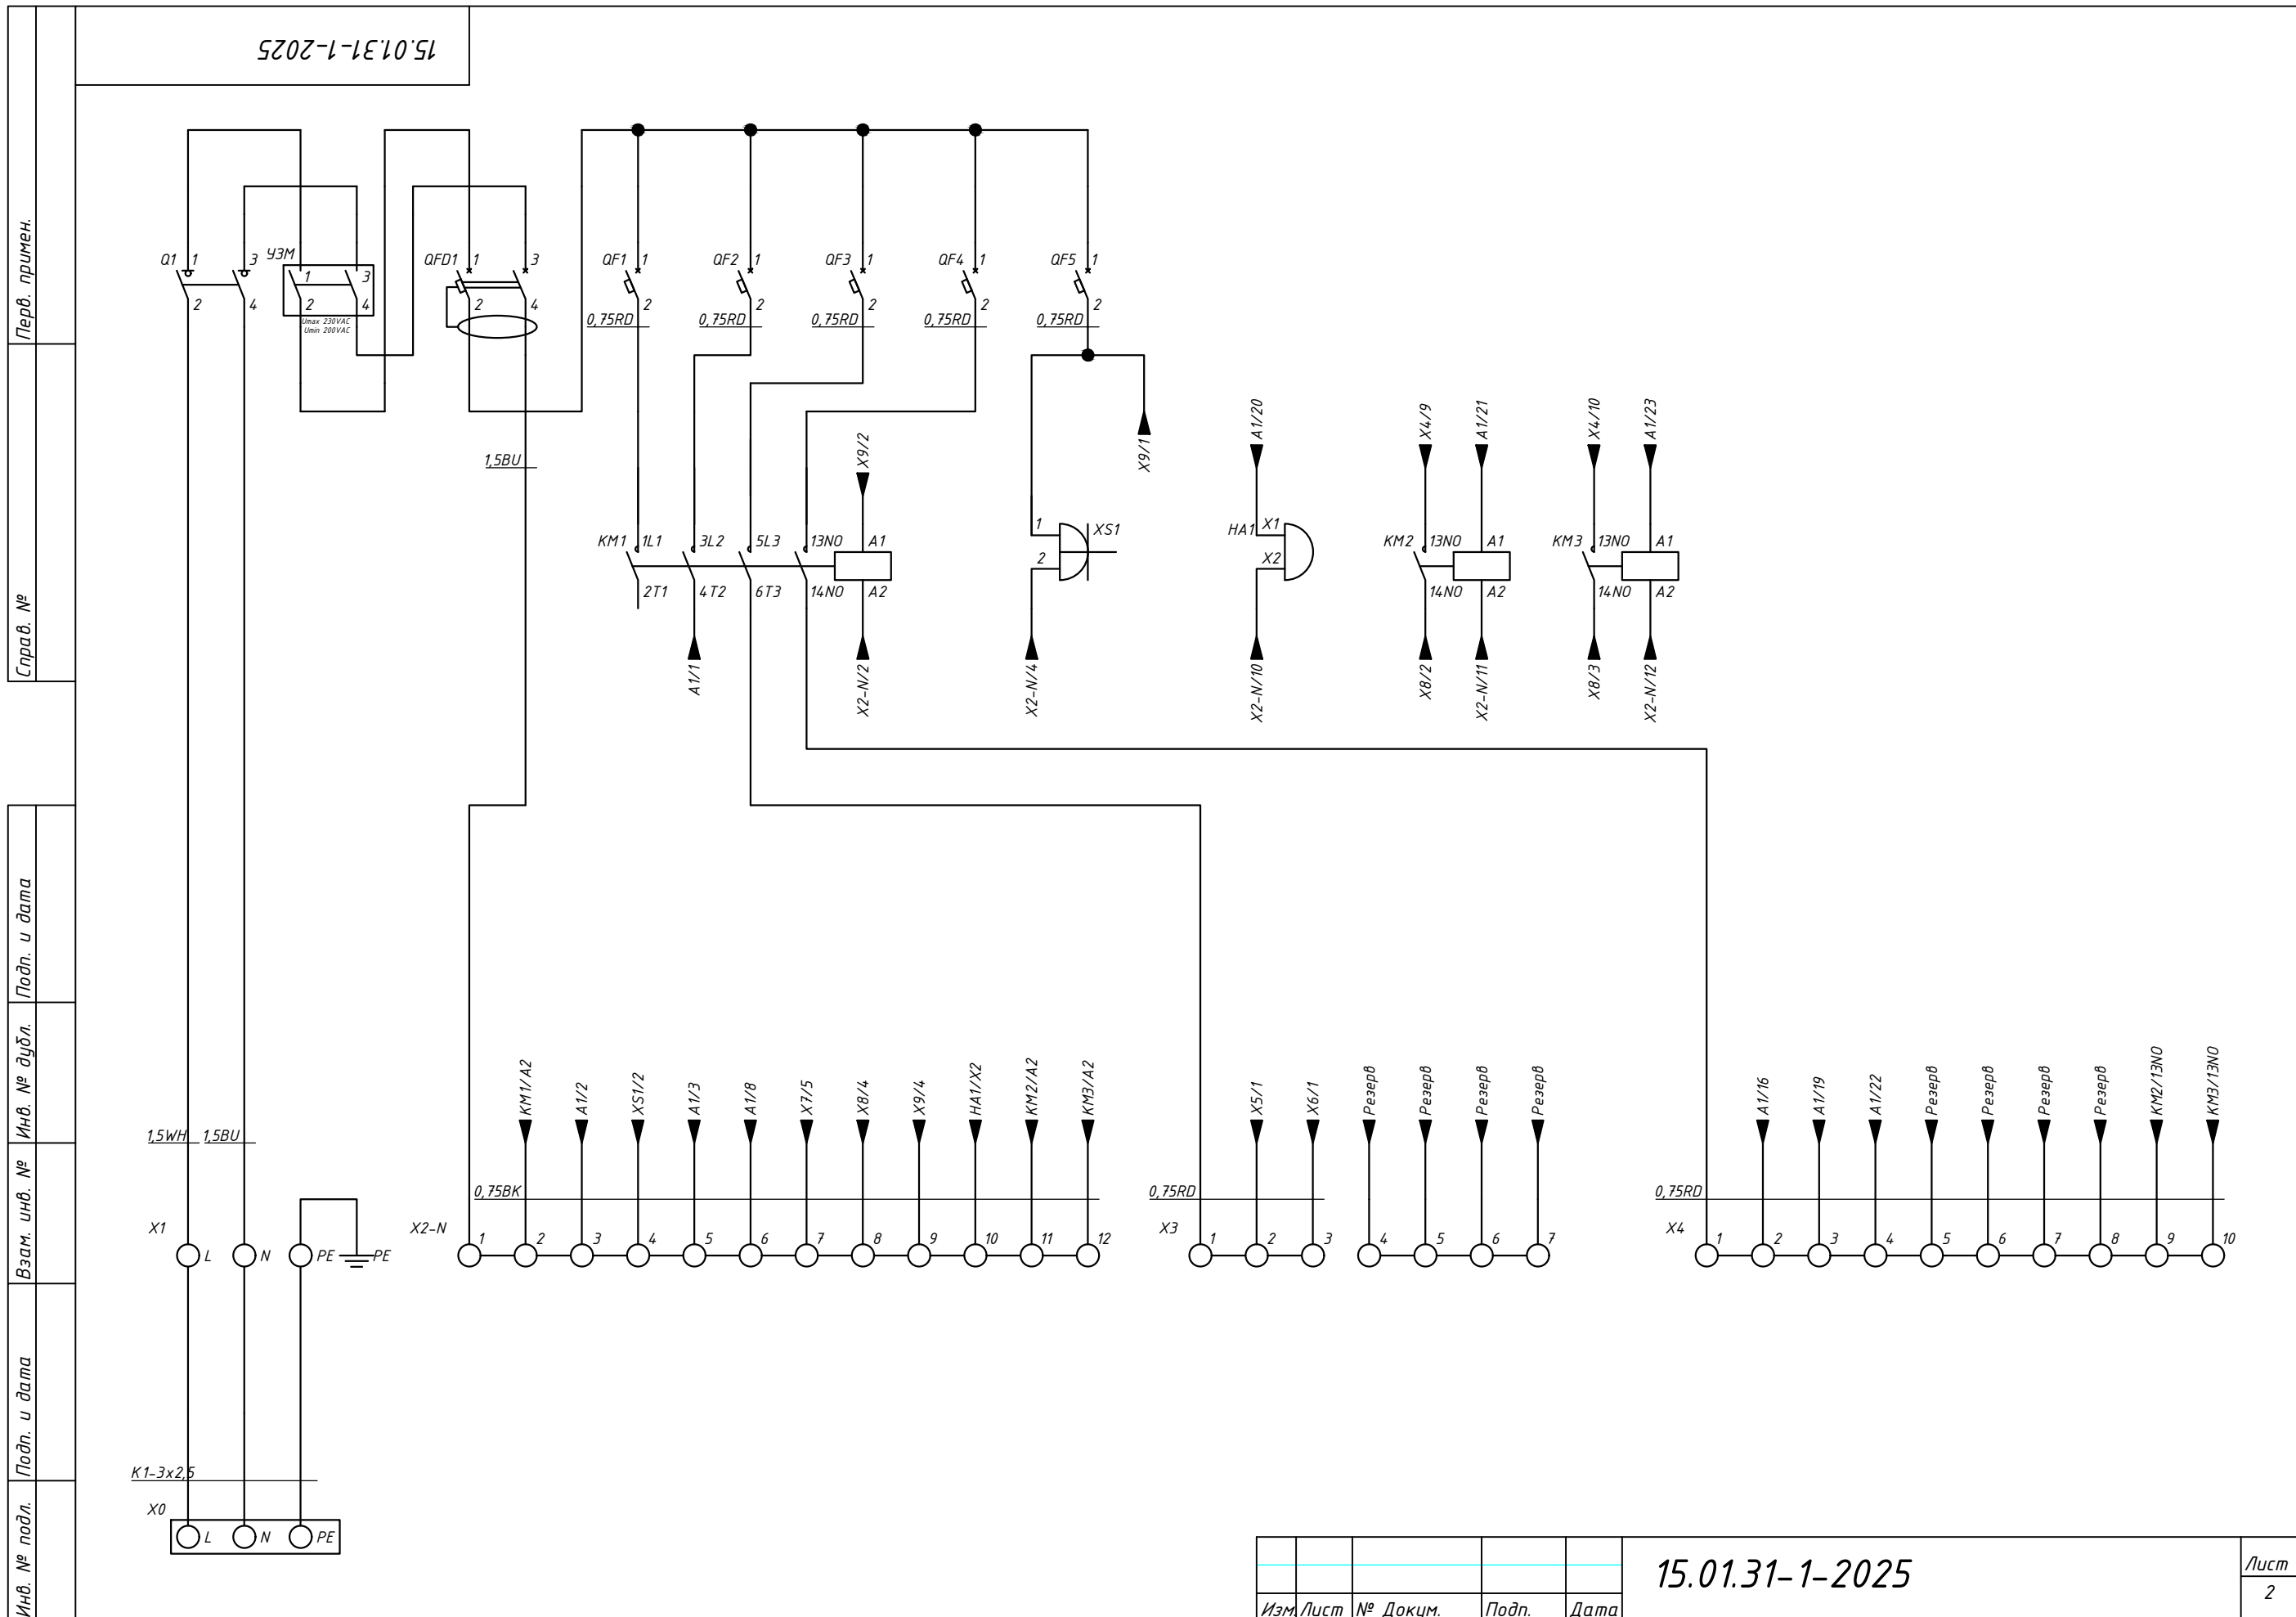 15.01.31-1-2025
Перв. примен.
Справ. №
Подп. и дата
Инв. № дубл.
Взам. инв. №
Подп. и дата
Инв. № подл.
Q1 1 3 УЗМ 1 3 QFD1 1 3 QF1 1 QF2 1 QF3 1 QF4 1 QF5 1
2 4 2 4 2 4 2 2 2 2 2
Umax 230VAC
Umin 200VAC
0,75RD 0,75RD 0,75RD 0,75RD 0,75RD
1,5BU
X9/2 X9/1 A1/20 X4/9 A1/21 X4/10 A1/23
KM1 1L1 3L2 5L3 13NO A1 1 XS1 HA1 X1 KM2 13NO A1 KM3 13NO A1
2 X2
2T1 4T2 6T3 14NO A2 14NO A2 14NO A2
A1/1 X2-N/2 X2-N/4 X2-N/10 X8/2 X2-N/11 X8/3 X2-N/12
KM1/A2 A1/2 XS1/2 A1/3 A1/8 X7/5 X8/4 X9/4 HA1/X2 KM2/A2 KM3/A2 X5/1 X6/1 Резерв Резерв Резерв Резерв A1/16 A1/19 A1/22 Резерв Резерв Резерв Резерв KM2/13NO KM3/13NO
1,5WH 1,5BU
0,75BK 0,75RD 0,75RD
X1 X2-N X3 X4
1 2 3 4 5 6 7 8 9 10 11 12 1 2 3 4 5 6 7 1 2 3 4 5 6 7 8 9 10
L N PE PE
K1-3x2,5
X0
L N PE
15.01.31-1-2025
Лист
2
Изм. Лист № Докум. Подп. Дата